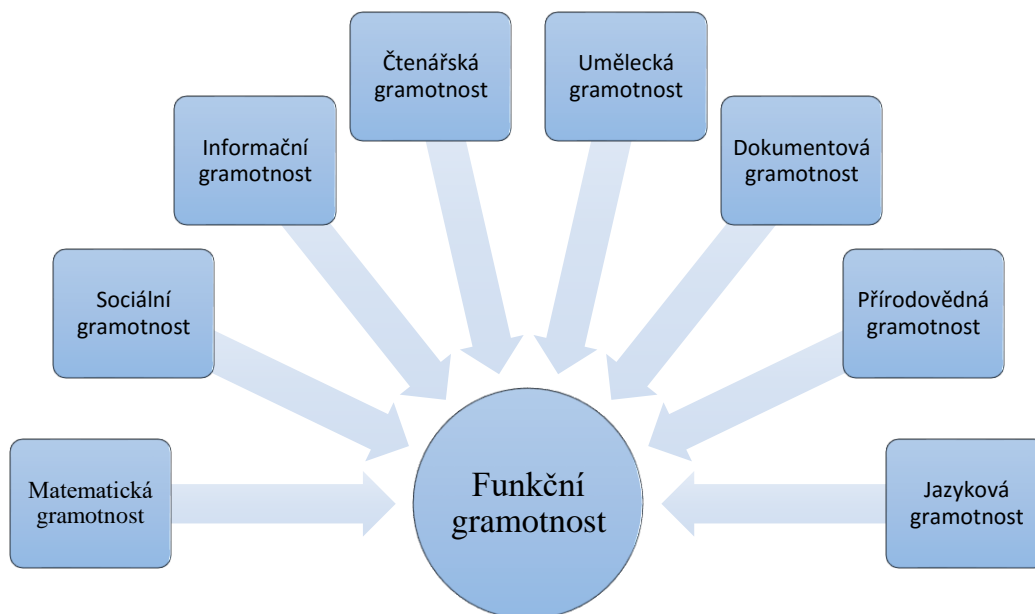 Čtenářská
gramotnost
Umělecká
gramotnost
Informační
gramotnost
Dokumentová
gramotnost
Sociální
gramotnost
Přírodovědná
gramotnost
Matematická
gramotnost
Funkční
gramotnost
Jazyková
gramotnost